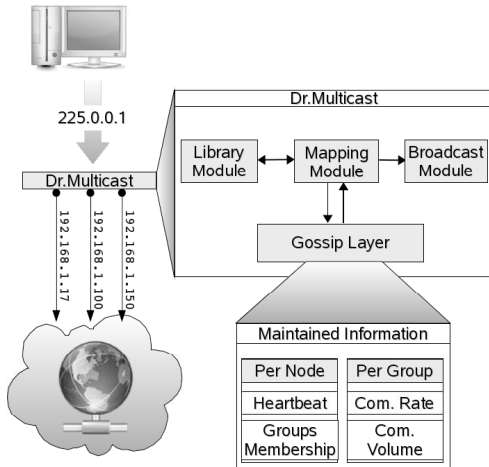 225.0.0.1
Dr.Multicast
192.168.1.17
192.168.1.100
192.168.1.150
Dr.Multicast
Library
Module
Mapping
Module
Broadcast
Module
Gossip Layer
Maintained Information
Per Node
Heartbeat
Groups
Membership
Per Group
Com. Rate
Com.
Volume